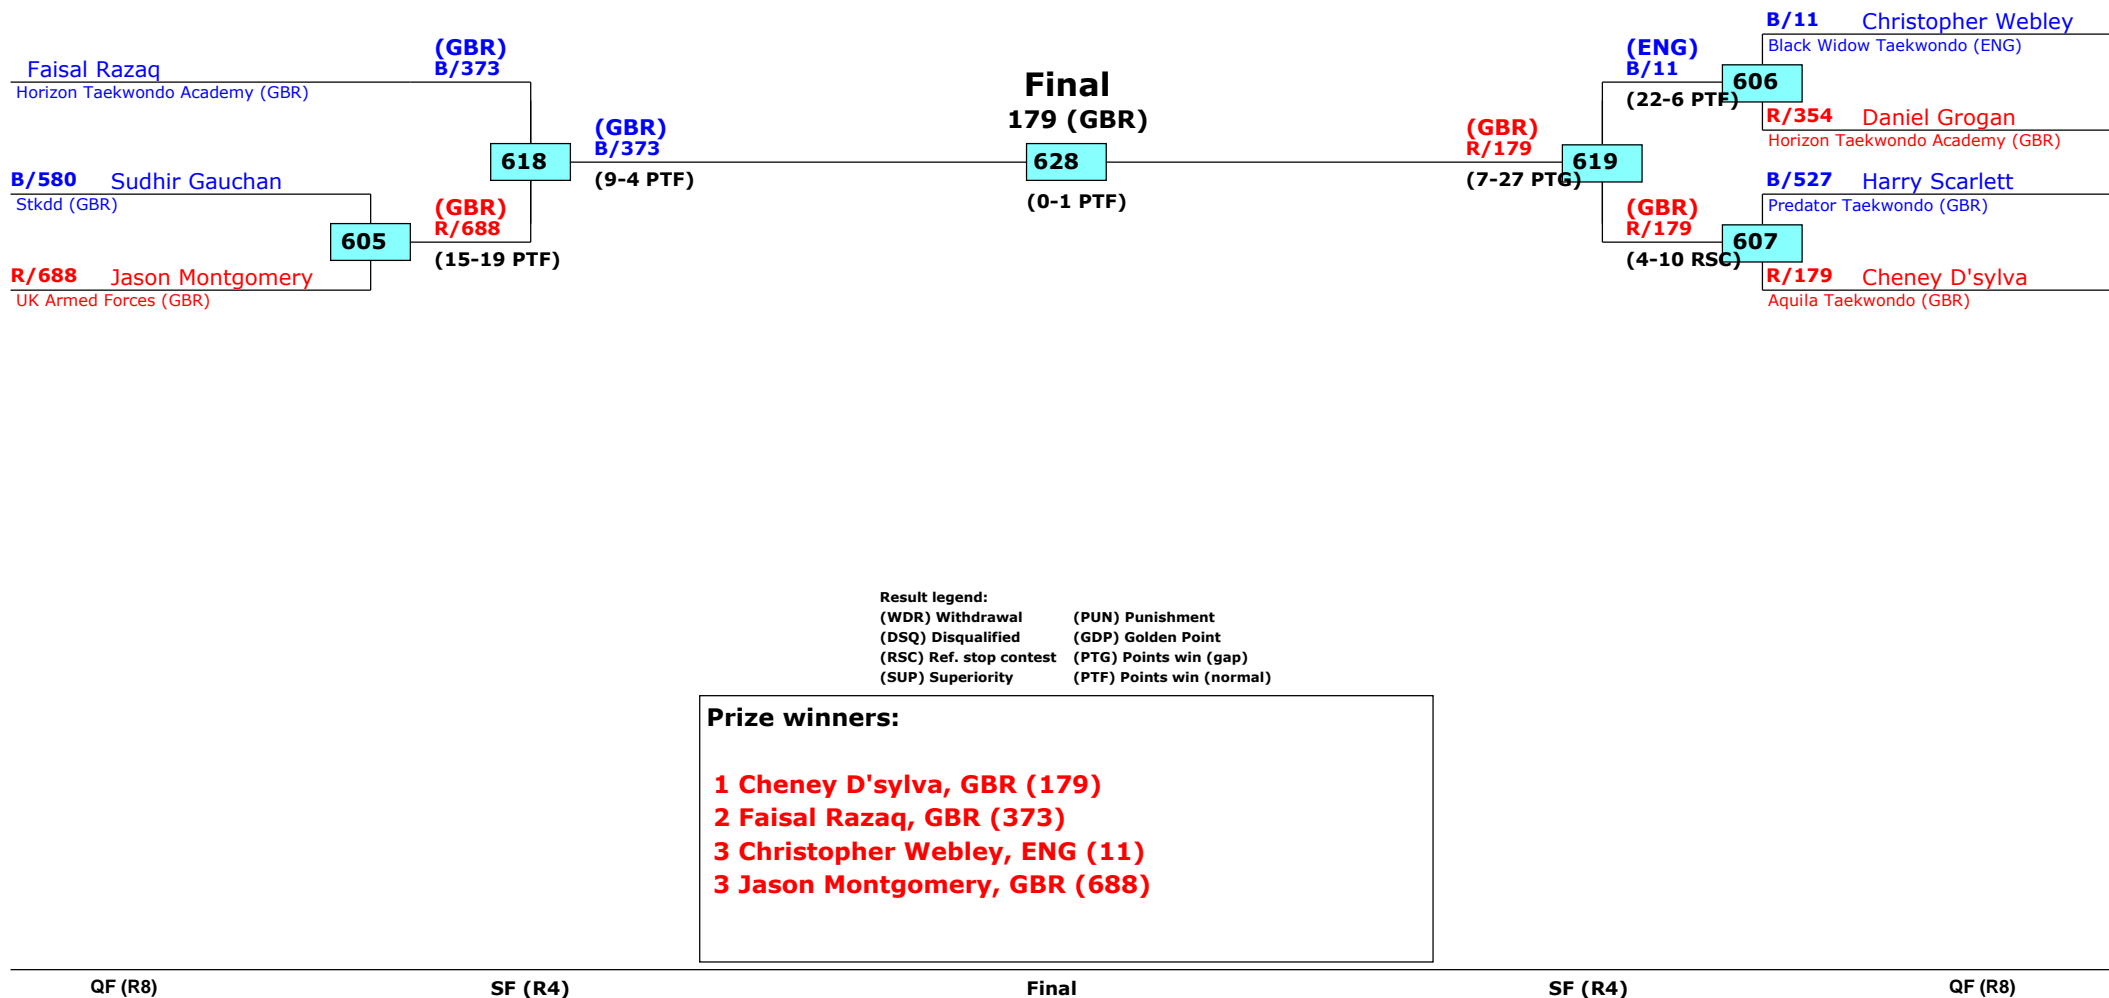 B/11 Christopher Webley
Black Widow Taekwondo (ENG)
(GBR)
B/373
Faisal Razaq
Horizon Taekwondo Academy (GBR)
Final
179 (GBR)
(ENG)
B/11
606
(22-6 PTF)
R/354 Daniel Grogan
Horizon Taekwondo Academy (GBR)
(GBR)
B/373
618
(9-4 PTF)
628
(0-1 PTF)
(GBR)
R/179
619
(7-27 PTG)
B/580 Sudhir Gauchan
Stkdd (GBR)
B/527 Harry Scarlett
Predator Taekwondo (GBR)
(GBR)
R/688
605
(15-19 PTF)
(GBR)
R/179
607
(4-10 RSC)
R/688 Jason Montgomery
UK Armed Forces (GBR)
R/179 Cheney D'sylva
Aquila Taekwondo (GBR)
Result legend:
(WDR) Withdrawal (PUN) Punishment
(DSQ) Disqualified (GDP) Golden Point
(RSC) Ref. stop contest (PTG) Points win (gap)
(SUP) Superiority (PTF) Points win (normal)
Prize winners:
1 Cheney D'sylva, GBR (179)
2 Faisal Razaq, GBR (373)
3 Christopher Webley, ENG (11)
3 Jason Montgomery, GBR (688)
QF (R8) SF (R4) Final SF (R4) QF (R8)